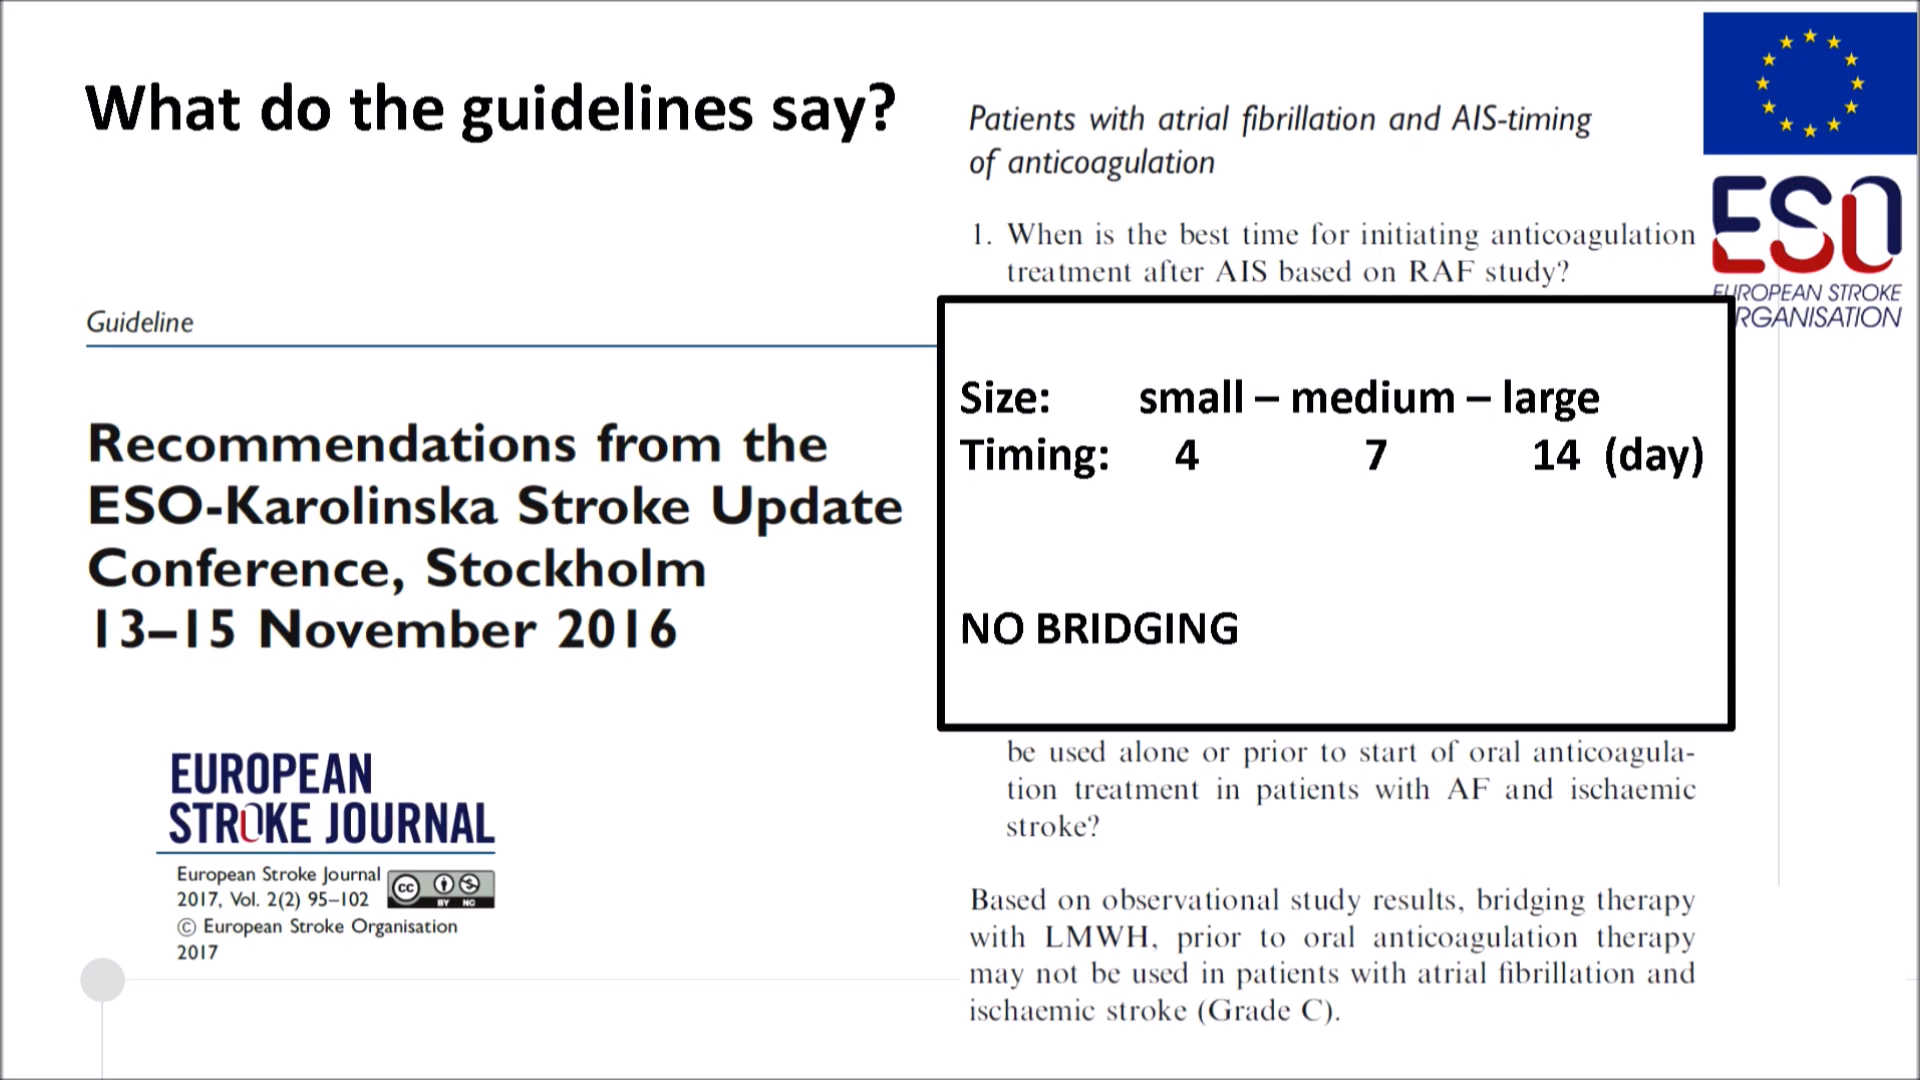 What do the guidelines say?
Guideline
Recommendations from the
ESO-Karolinska Stroke Update
Conference, Stockholm
13–15 November 2016
EUROPEAN
STROKE JOURNAL
European Stroke Journal
2017, Vol. 2(2) 95–102
© European Stroke Organisation
2017
cc
BY NC
Patients with atrial fibrillation and AIS-timing
of anticoagulation
1. When is the best time for initiating anticoagulation
treatment after AIS based on RAF study?
Size: small – medium – large
Timing: 4 7 14 (day)
NO BRIDGING
be used alone or prior to start of oral anticoagula-
tion treatment in patients with AF and ischaemic
stroke?
Based on observational study results, bridging therapy
with LMWH, prior to oral anticoagulation therapy
may not be used in patients with atrial fibrillation and
ischaemic stroke (Grade C).
ESO
EUROPEAN STROKE
RGANISATION